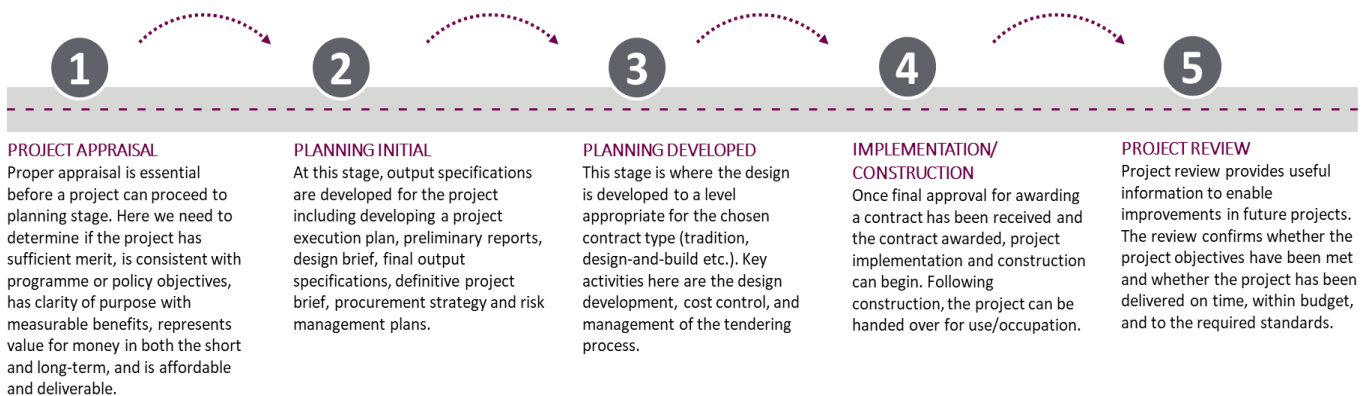 1
2
3
4
5
PROJECT APPRAISAL
Proper appraisal is essential
before a project can proceed to
planning stage. Here we need to
determine if the project has
sufficient merit, is consistent with
programme or policy objectives,
has clarity of purpose with
measurable benefits, represents
value for money in both the short
and long-term, and is affordable
and deliverable.
PLANNING INITIAL
At this stage, output specifications
are developed for the project
including developing a project
execution plan, preliminary reports,
design brief, final output
specifications, definitive project
brief, procurement strategy and risk
management plans.
PLANNING DEVELOPED
This stage is where the design
is developed to a level
appropriate for the chosen
contract type (tradition,
design-and-build etc.). Key
activities here are the design
development, cost control, and
management of the tendering
process.
IMPLEMENTATION/
CONSTRUCTION
Once final approval for awarding
a contract has been received and
the contract awarded, project
implementation and construction
can begin. Following
construction, the project can be
handed over for use/occupation.
PROJECT REVIEW
Project review provides useful
information to enable
improvements in future projects.
The review confirms whether the
project objectives have been met
and whether the project has been
delivered on time, within budget,
and to the required standards.